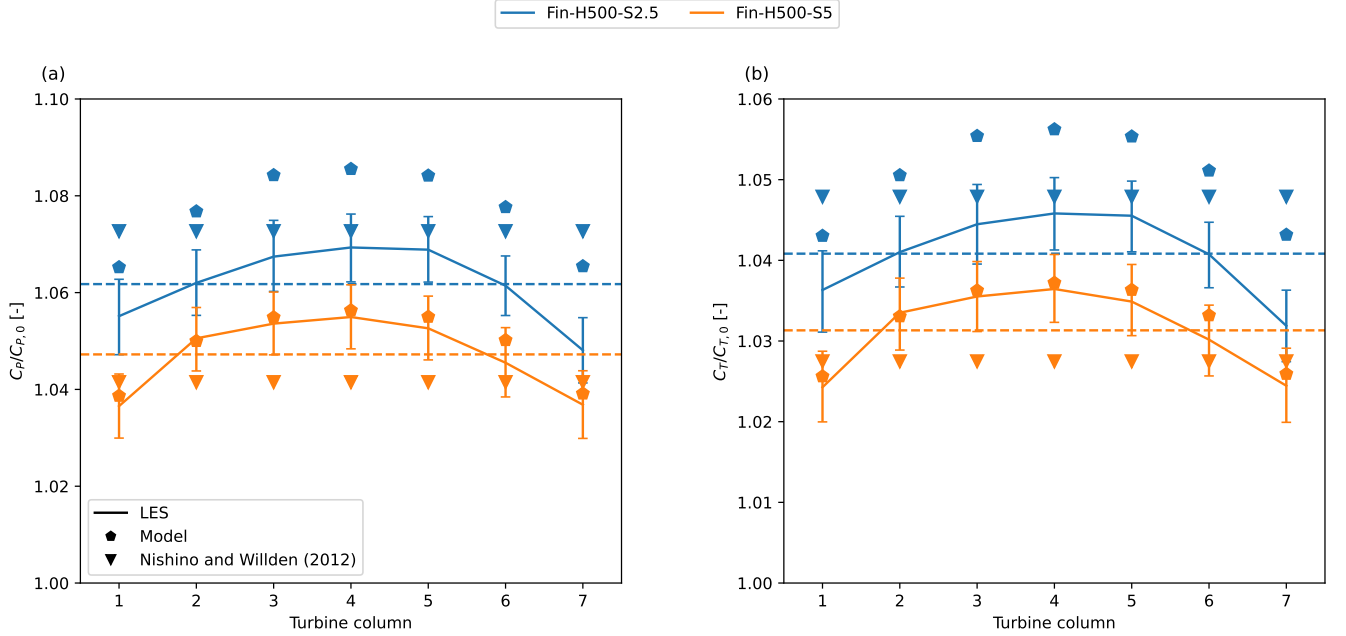 Fin-H500-S2.5 Fin-H500-S5
(a)
1.10
1.08
1.06
1.04
1.02
1.00
C_P/C_{P,0} [-]
LES
Model
Nishino and Willden (2012)
1 2 3 4 5 6 7
Turbine column
(b)
1.06
1.05
1.04
1.03
1.02
1.01
1.00
C_T/C_{T,0} [-]
1 2 3 4 5 6 7
Turbine column